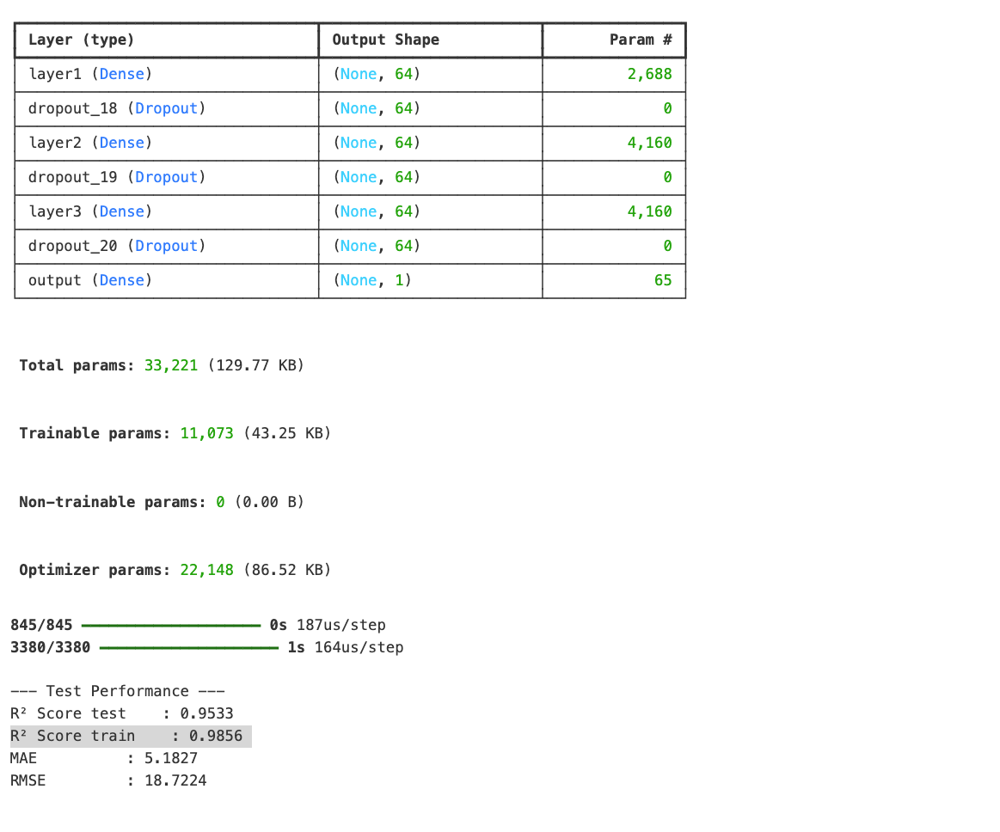 Layer (type) Output Shape Param #
layer1 (Dense) (None, 64) 2,688
dropout_18 (Dropout) (None, 64) 0
layer2 (Dense) (None, 64) 4,160
dropout_19 (Dropout) (None, 64) 0
layer3 (Dense) (None, 64) 4,160
dropout_20 (Dropout) (None, 64) 0
output (Dense) (None, 1) 65
Total params: 33,221 (129.77 KB)
Trainable params: 11,073 (43.25 KB)
Non-trainable params: 0 (0.00 B)
Optimizer params: 22,148 (86.52 KB)
845/845 ━━━━━━━━━━━━━━━━━━━━ 0s 187us/step
3380/3380 ━━━━━━━━━━━━━━━━━━━━ 1s 164us/step
--- Test Performance ---
R² Score test : 0.9533
R² Score train : 0.9856
MAE : 5.1827
RMSE : 18.7224